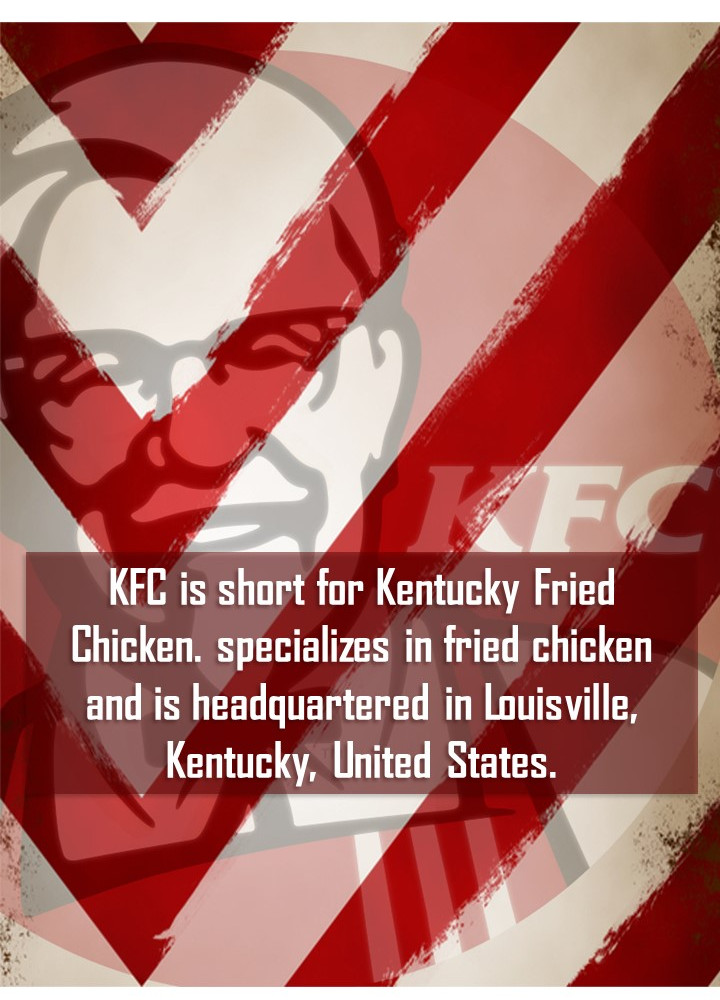 KFC
KFC is short for Kentucky Fried
Chicken. specializes in fried chicken
and is headquartered in Louisville,
Kentucky, United States.